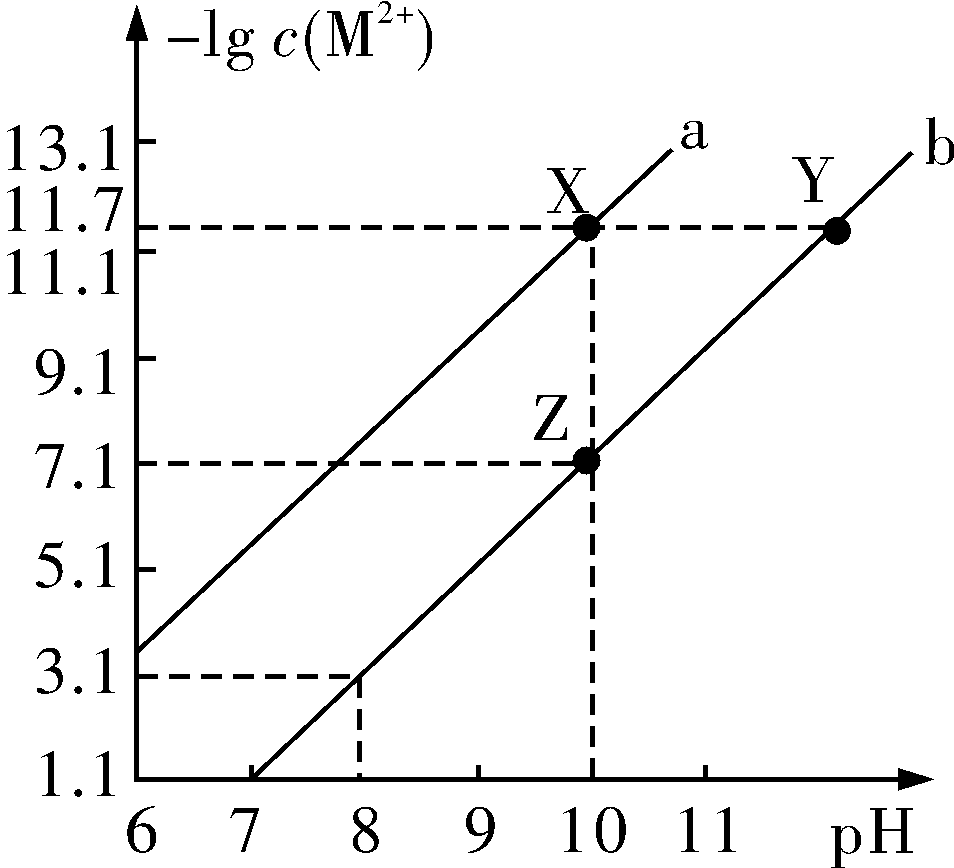 −lg c(M²⁺)
13.1
a
b
X
Y
11.7
11.1
9.1
Z
7.1
5.1
3.1
1.1
6 7 8 9 10 11 pH